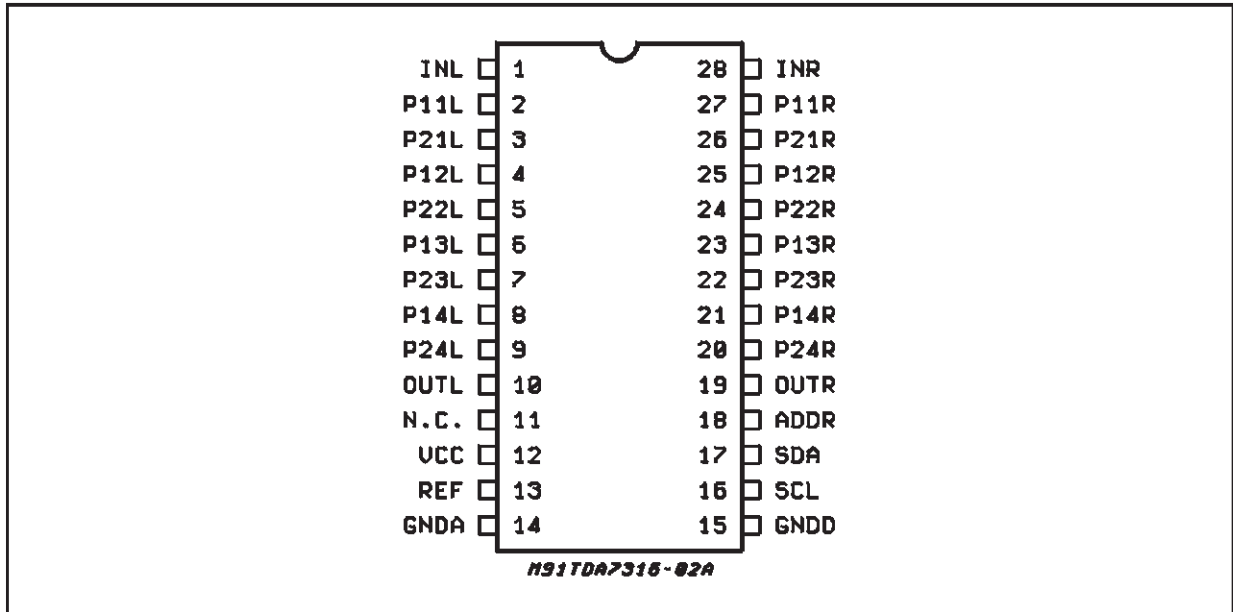 INL 1 28 INR
P11L 2 27 P11R
P21L 3 26 P21R
P12L 4 25 P12R
P22L 5 24 P22R
P13L 6 23 P13R
P23L 7 22 P23R
P14L 8 21 P14R
P24L 9 20 P24R
OUTL 10 19 OUTR
N.C. 11 18 ADDR
VCC 12 17 SDA
REF 13 16 SCL
GNDA 14 15 GNDD
M91TDA7316-02A